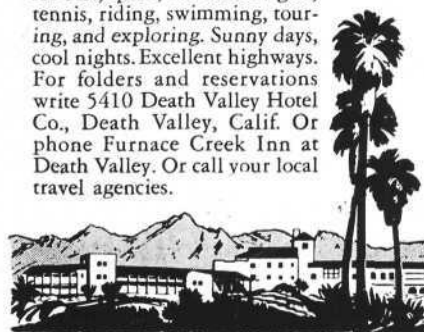 tennis, riding, swimming, tour-
ing, and exploring. Sunny days,
cool nights. Excellent highways.
For folders and reservations
write 5410 Death Valley Hotel
Co., Death Valley, Calif. Or
phone Furnace Creek Inn at
Death Valley. Or call your local
travel agencies.